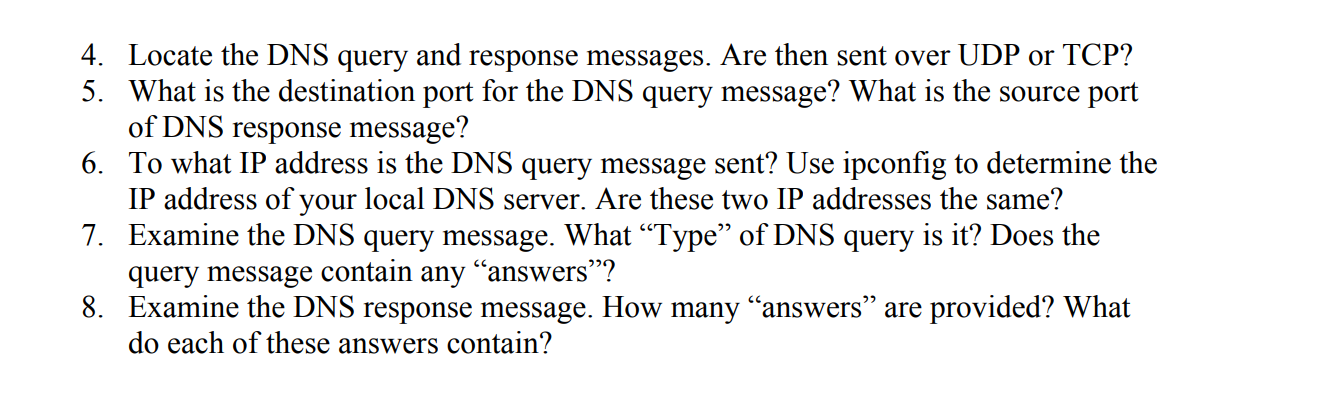 4. Locate the DNS query and response messages. Are then sent over UDP or TCP?
5. What is the destination port for the DNS query message? What is the source port
of DNS response message?
6. To what IP address is the DNS query message sent? Use ipconfig to determine the
IP address of your local DNS server. Are these two IP addresses the same?
7. Examine the DNS query message. What “Type” of DNS query is it? Does the
query message contain any “answers”?
8. Examine the DNS response message. How many “answers” are provided? What
do each of these answers contain?